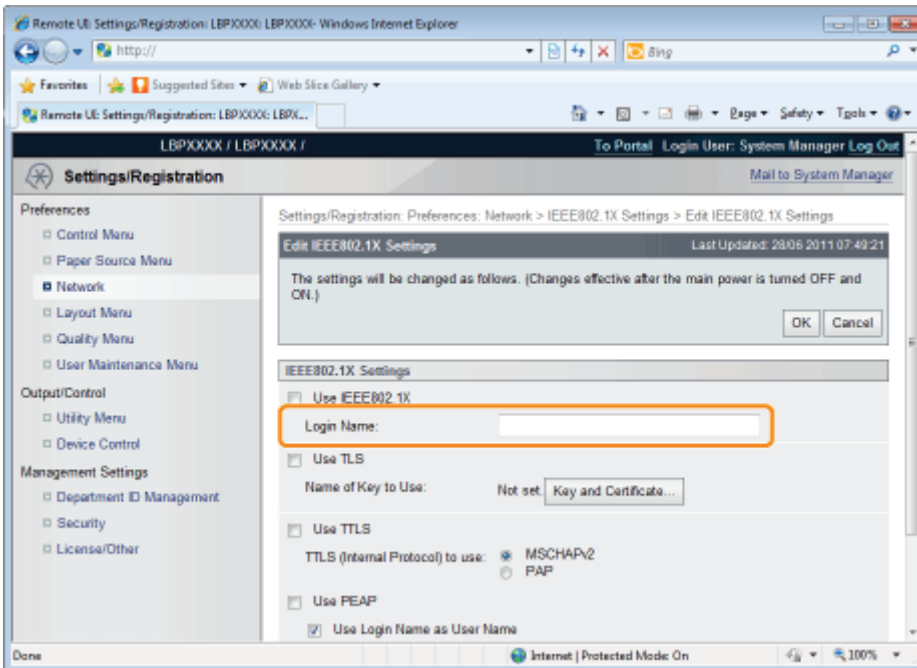 Remote UI: Settings/Registration: LBPXXXX: LBPXXXX- Windows Internet Explorer
http://
Bing
Favorites Suggested Sites Web Slice Gallery
Remote UI: Settings/Registration: LBPXXXX: LBPX...
Page Safety Tools
LBPXXXX / LBPXXXX /
To Portal Login User: System Manager Log Out
Settings/Registration
Mail to System Manager
Preferences
Control Menu
Paper Source Menu
Network
Layout Menu
Quality Menu
User Maintenance Menu
Output/Control
Utility Menu
Device Control
Management Settings
Department ID Management
Security
License/Other
Settings/Registration: Preferences: Network > IEEE802.1X Settings > Edit IEEE802.1X Settings
Edit IEEE802.1X Settings
Last Updated: 28/06 2011 07:49:21
The settings will be changed as follows. (Changes effective after the main power is turned OFF and
ON.)
OK Cancel
IEEE802.1X Settings
Use IEEE802.1X
Login Name:
Use TLS
Name of Key to Use: Not set. Key and Certificate...
Use TTLS
TTLS (Internal Protocol) to use: MSCHAPv2
PAP
Use PEAP
Use Login Name as User Name
Done
Internet | Protected Mode: On
100%